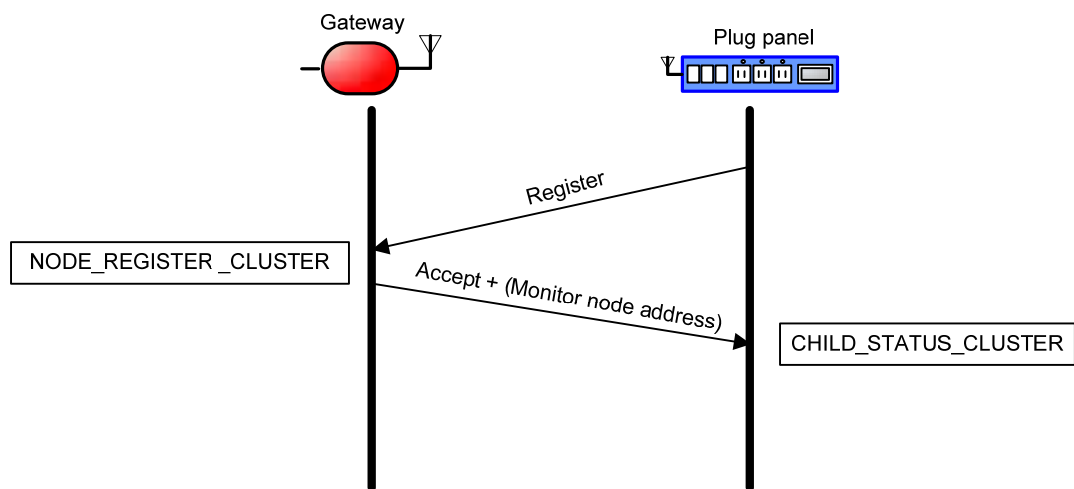 Gateway
Plug panel
Register
NODE_REGISTER _CLUSTER
Accept + (Monitor node address)
CHILD_STATUS_CLUSTER